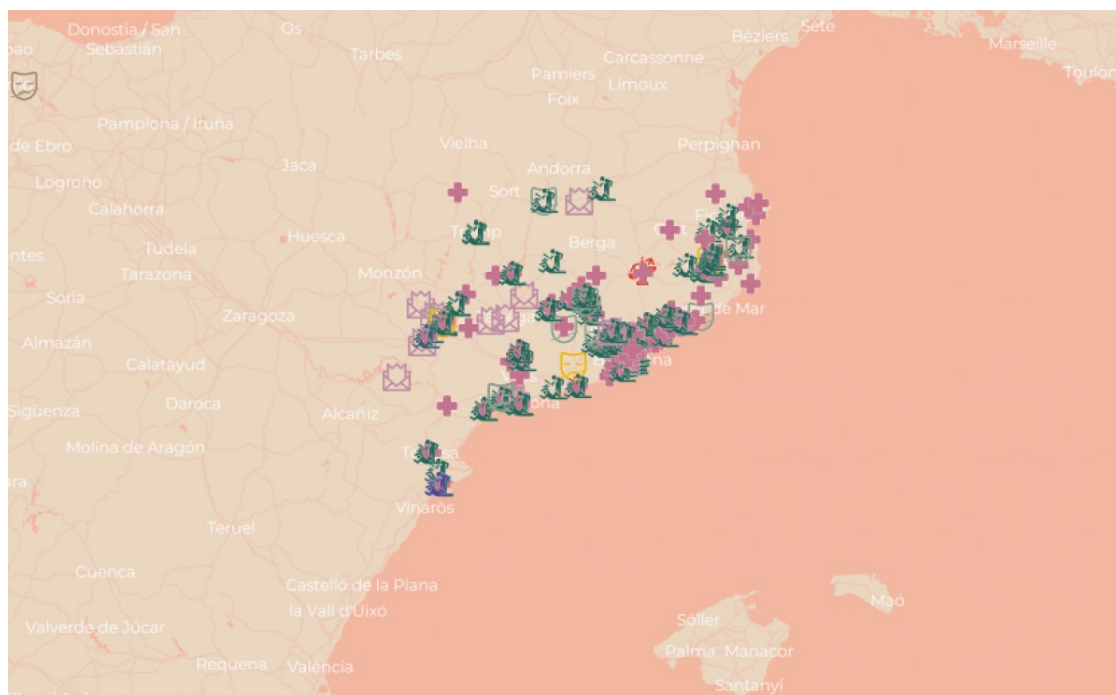 Os
Donostia / San
Sebastián
Tarbes
Béziers
Sète
Marseille
Toulon
Carcassonne
Limoux
Pamiers
Foix
Pamplona / Iruña
de Ebro
Vielha
Andorra
Perpignan
Jaca
Sort
Logroño
Calahorra
Huesca
Berga
Tudela
Tarazona
Monzón
Soria
Zaragoza
de Mar
Almazán
Calatayud
Daroca
Alcañiz
Sigüenza
Molina de Aragón
Vinaròs
Teruel
Cuenca
Castelló de la Plana
la Vall d'Uixó
Maó
Sóller
Valverde de Júcar
Palma
Manacor
Requena
València
Santanyí